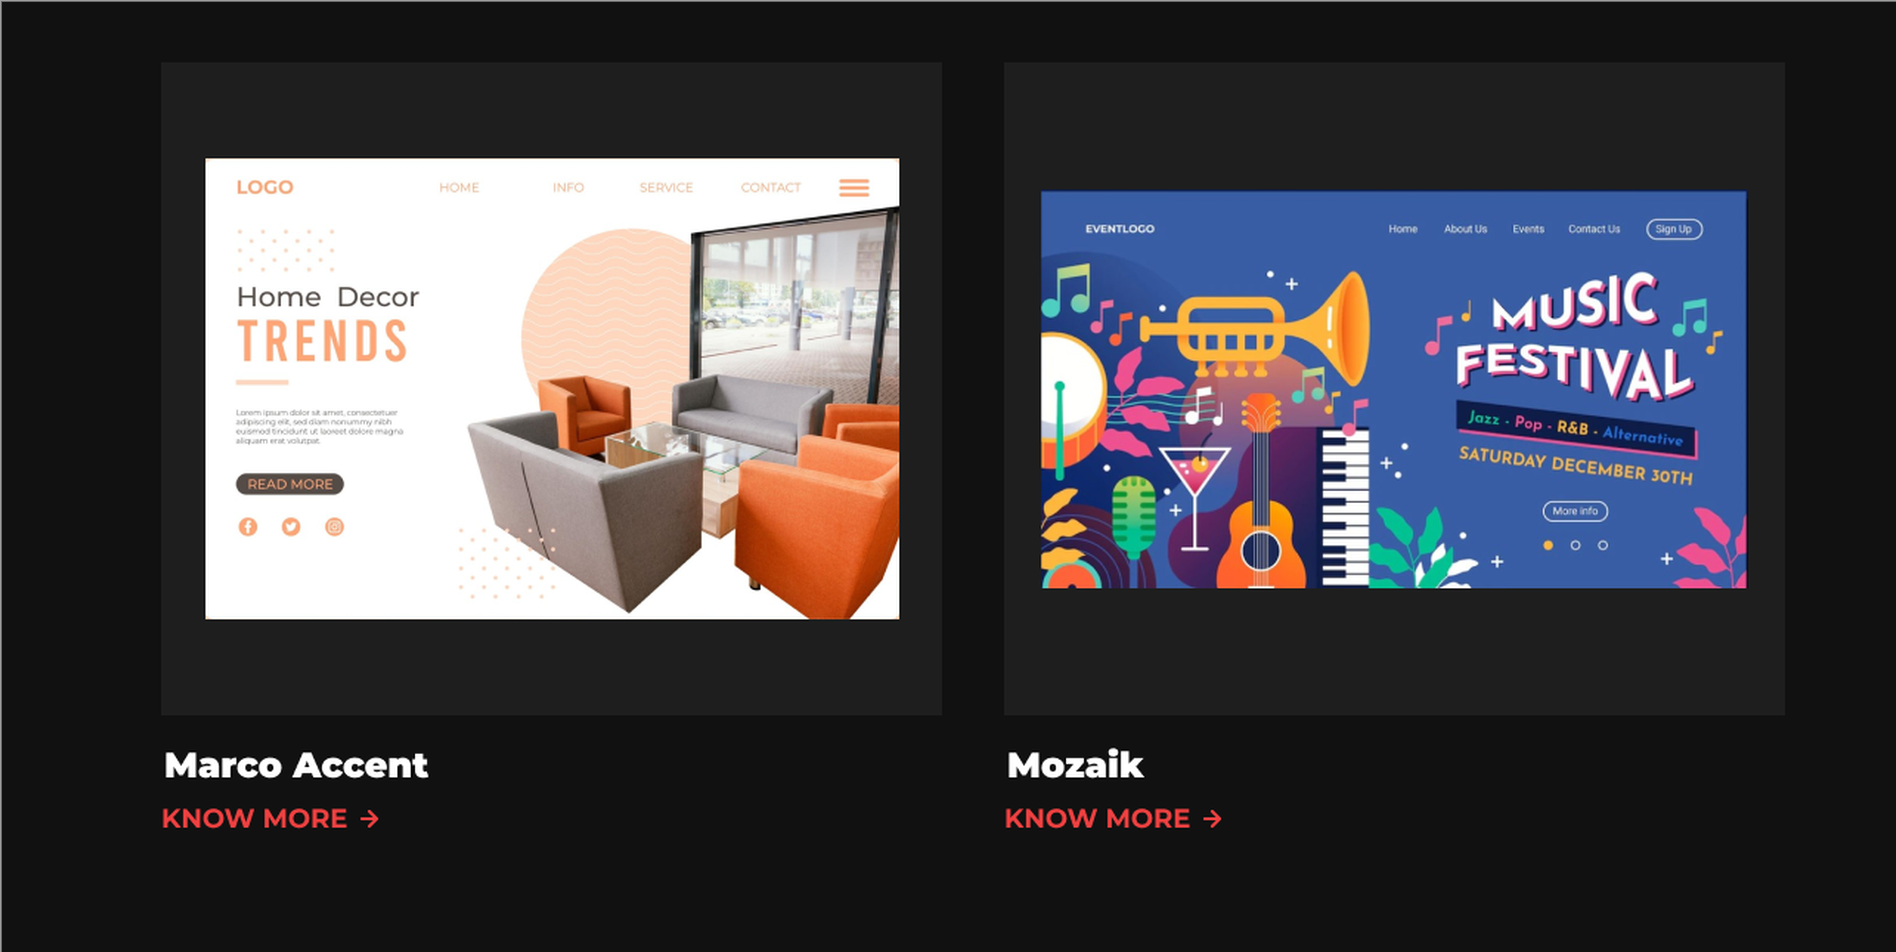 LOGO
HOME INFO SERVICE CONTACT
Home Decor
TRENDS
Lorem ipsum dolor sit amet, consectetuer
adipiscing elit, sed diam nonummy nibh
euismod tincidunt ut laoreet dolore magna
aliquam erat volutpat.
READ MORE
EVENTLOGO
Home About Us Events Contact Us Sign Up
MUSIC
FESTIVAL
Jazz - Pop - R&B - Alternative
SATURDAY DECEMBER 30TH
More info
Marco Accent
KNOW MORE →
Mozaik
KNOW MORE →